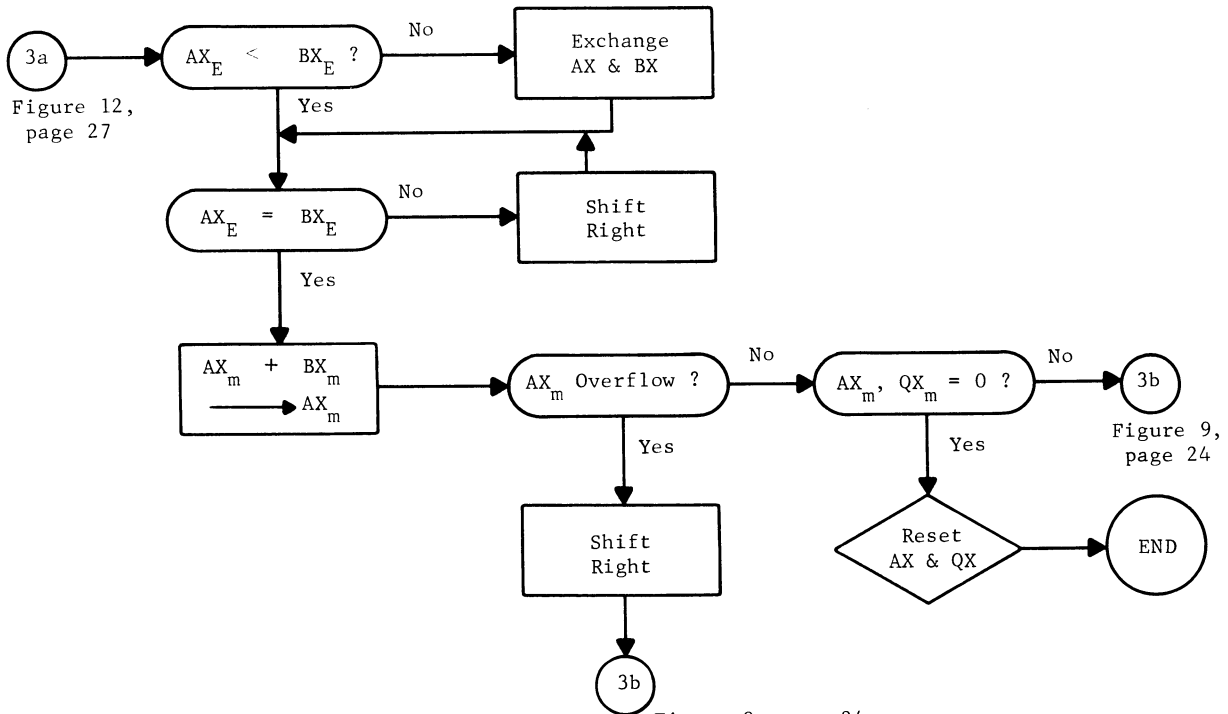 3a
Figure 12,
page 27
AX_E < BX_E ?
No
Exchange
AX & BX
Yes
AX_E = BX_E
No
Shift
Right
Yes
AX_m + BX_m
⟶ AX_m
AX_m Overflow ?
No
AX_m, QX_m = 0 ?
No
3b
Figure 9,
page 24
Yes
Shift
Right
Yes
Reset
AX & QX
END
3b